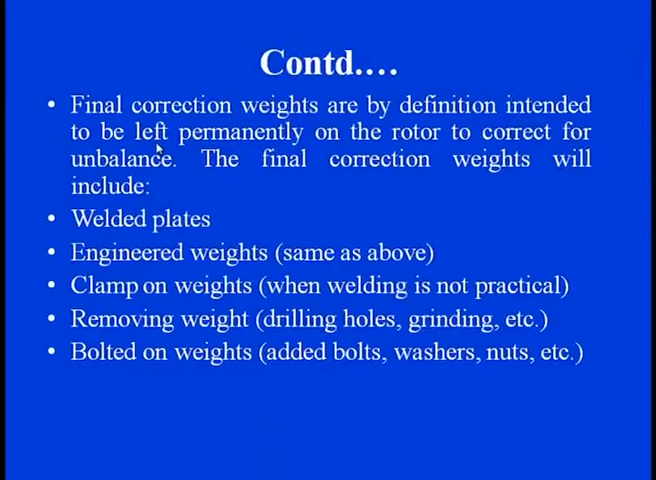 Contd....
• Final correction weights are by definition intended
to be left permanently on the rotor to correct for
unbalance. The final correction weights will
include:
• Welded plates
• Engineered weights (same as above)
• Clamp on weights (when welding is not practical)
• Removing weight (drilling holes, grinding, etc.)
• Bolted on weights (added bolts, washers, nuts, etc.)